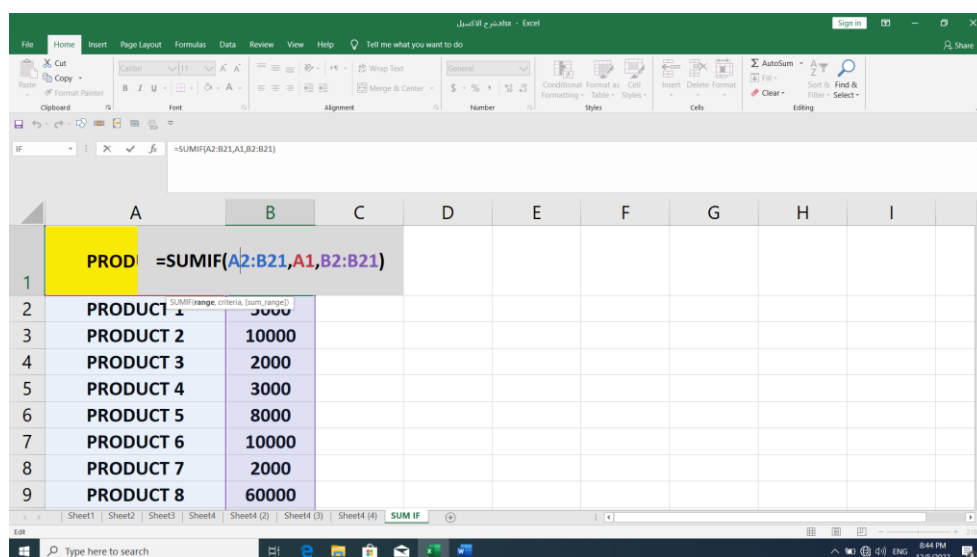 شرح الاكسيل.xlsx - Excel
Sign in
File Home Insert Page Layout Formulas Data Review View Help Tell me what you want to do Share
Paste Cut Copy Format Painter
Calibri 11 Wrap Text Merge & Center
General
Conditional Formatting Format as Table Cell Styles
Insert Delete Format
AutoSum Fill Clear
Sort & Filter Find & Select
Clipboard Font Alignment Number Styles Cells Editing
IF fx =SUMIF(A2:B21,A1,B2:B21)
A B C D E F G H I
1 PROD =SUMIF(A2:B21,A1,B2:B21)
SUMIF(range, criteria, [sum_range])
2 PRODUCT 1 5000
3 PRODUCT 2 10000
4 PRODUCT 3 2000
5 PRODUCT 4 3000
6 PRODUCT 5 8000
7 PRODUCT 6 10000
8 PRODUCT 7 2000
9 PRODUCT 8 60000
Sheet1 Sheet2 Sheet3 Sheet4 Sheet4 (2) Sheet4 (3) Sheet4 (4) SUM IF
Edit
Type here to search
ENG 8:44 PM